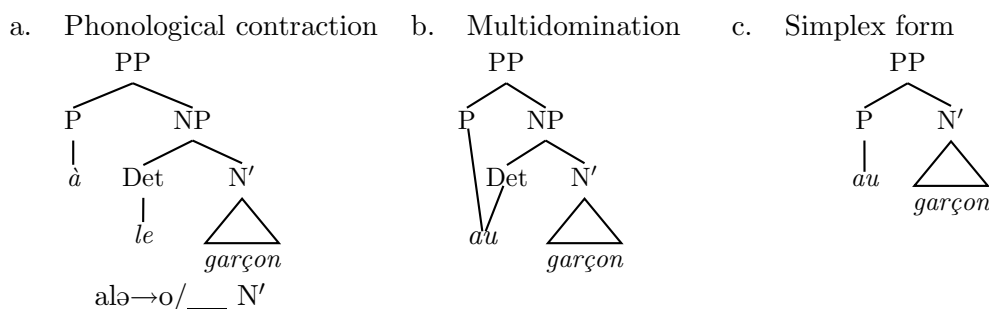 a. Phonological contraction b. Multidomination c. Simplex form
PP PP PP
P NP P NP P N′
à Det N′ Det N′ au garçon
le garçon au garçon
alə→o/___ N′